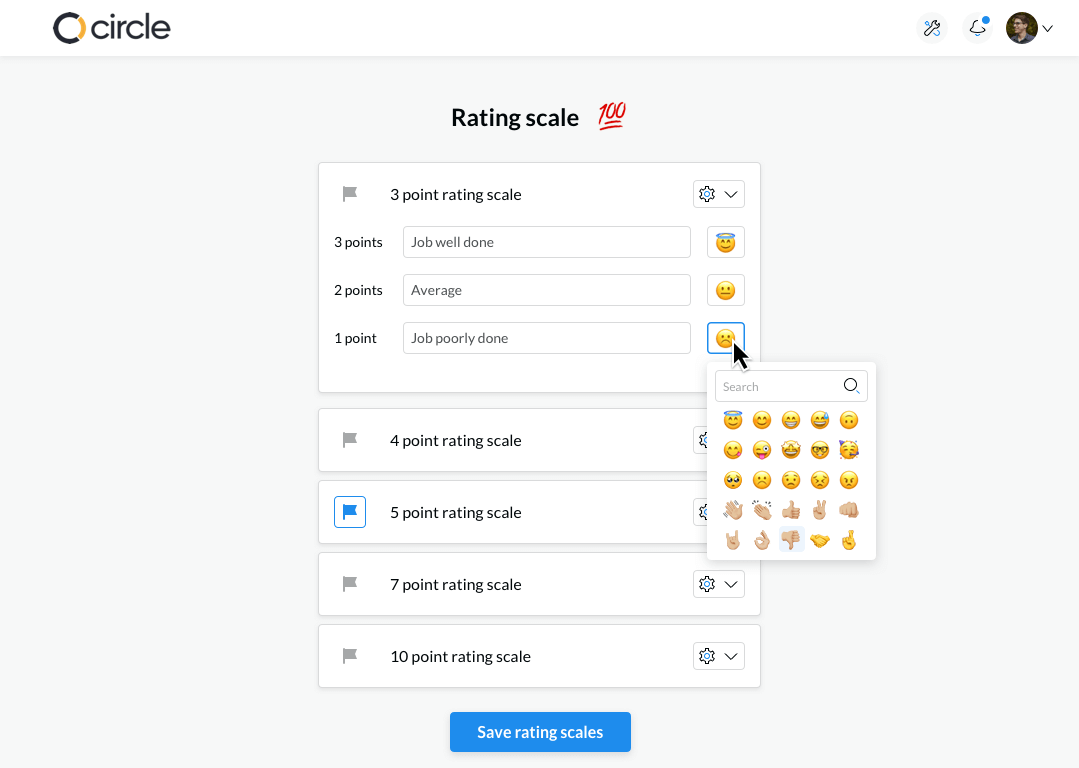 circle
Rating scale 💯
3 point rating scale
3 points Job well done
2 points Average
1 point Job poorly done
Search
4 point rating scale
5 point rating scale
7 point rating scale
10 point rating scale
Save rating scales